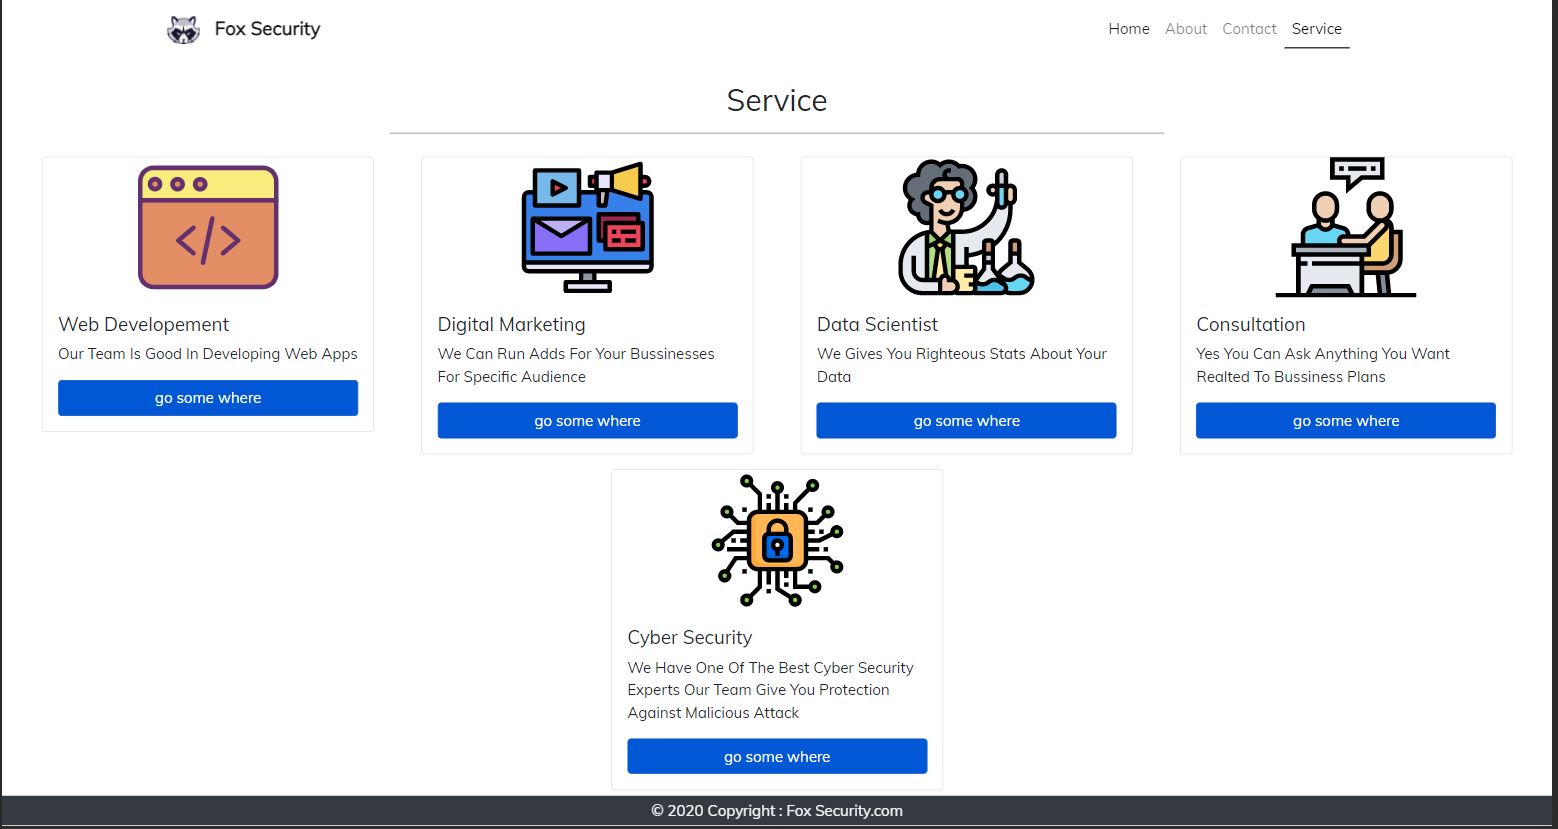 Fox Security
Home About Contact Service
Service
Web Developement
Our Team Is Good In Developing Web Apps
go some where
Digital Marketing
We Can Run Adds For Your Bussinesses
For Specific Audience
go some where
Data Scientist
We Gives You Righteous Stats About Your
Data
go some where
Consultation
Yes You Can Ask Anything You Want
Realted To Bussiness Plans
go some where
Cyber Security
We Have One Of The Best Cyber Security
Experts Our Team Give You Protection
Against Malicious Attack
go some where
© 2020 Copyright : Fox Security.com